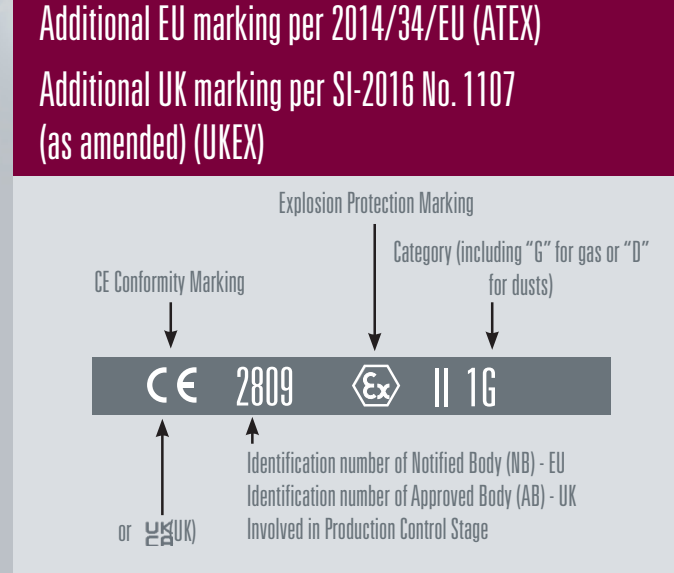 Additional EU marking per 2014/34/EU (ATEX)
Additional UK marking per SI-2016 No. 1107
(as amended) (UKEX)
Explosion Protection Marking
Category (including “G” for gas or “D”
for dusts)
CE Conformity Marking
CE 2809 Ex II 1G
Identification number of Notified Body (NB) - EU
Identification number of Approved Body (AB) - UK
Involved in Production Control Stage
or UKCA UK)